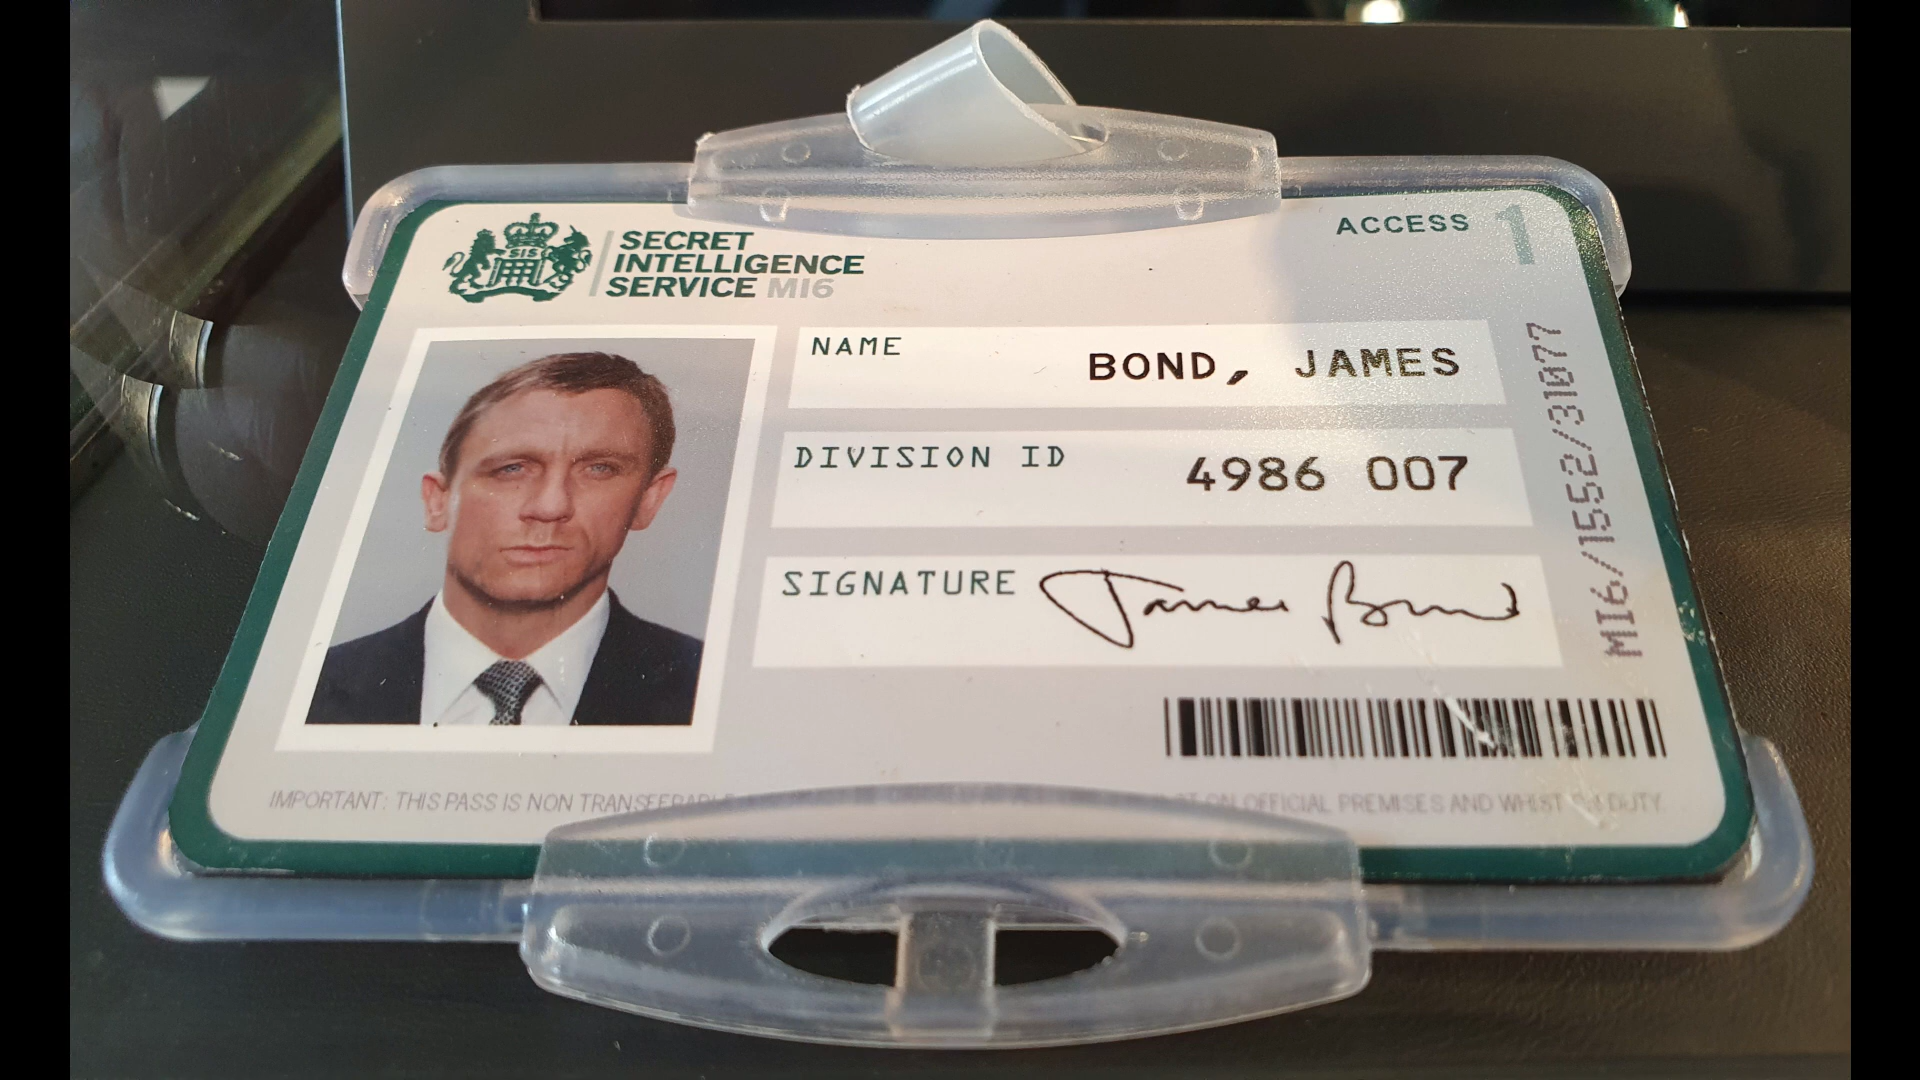 SIS
SECRET
INTELLIGENCE
SERVICE MI6
ACCESS 1
NAME BOND, JAMES
DIVISION ID 4986 007
SIGNATURE James Bond
MI6/1552/31077
IMPORTANT: THIS PASS IS NON TRANSFERABLE ON OFFICIAL PREMISES AND WHILST ON DUTY